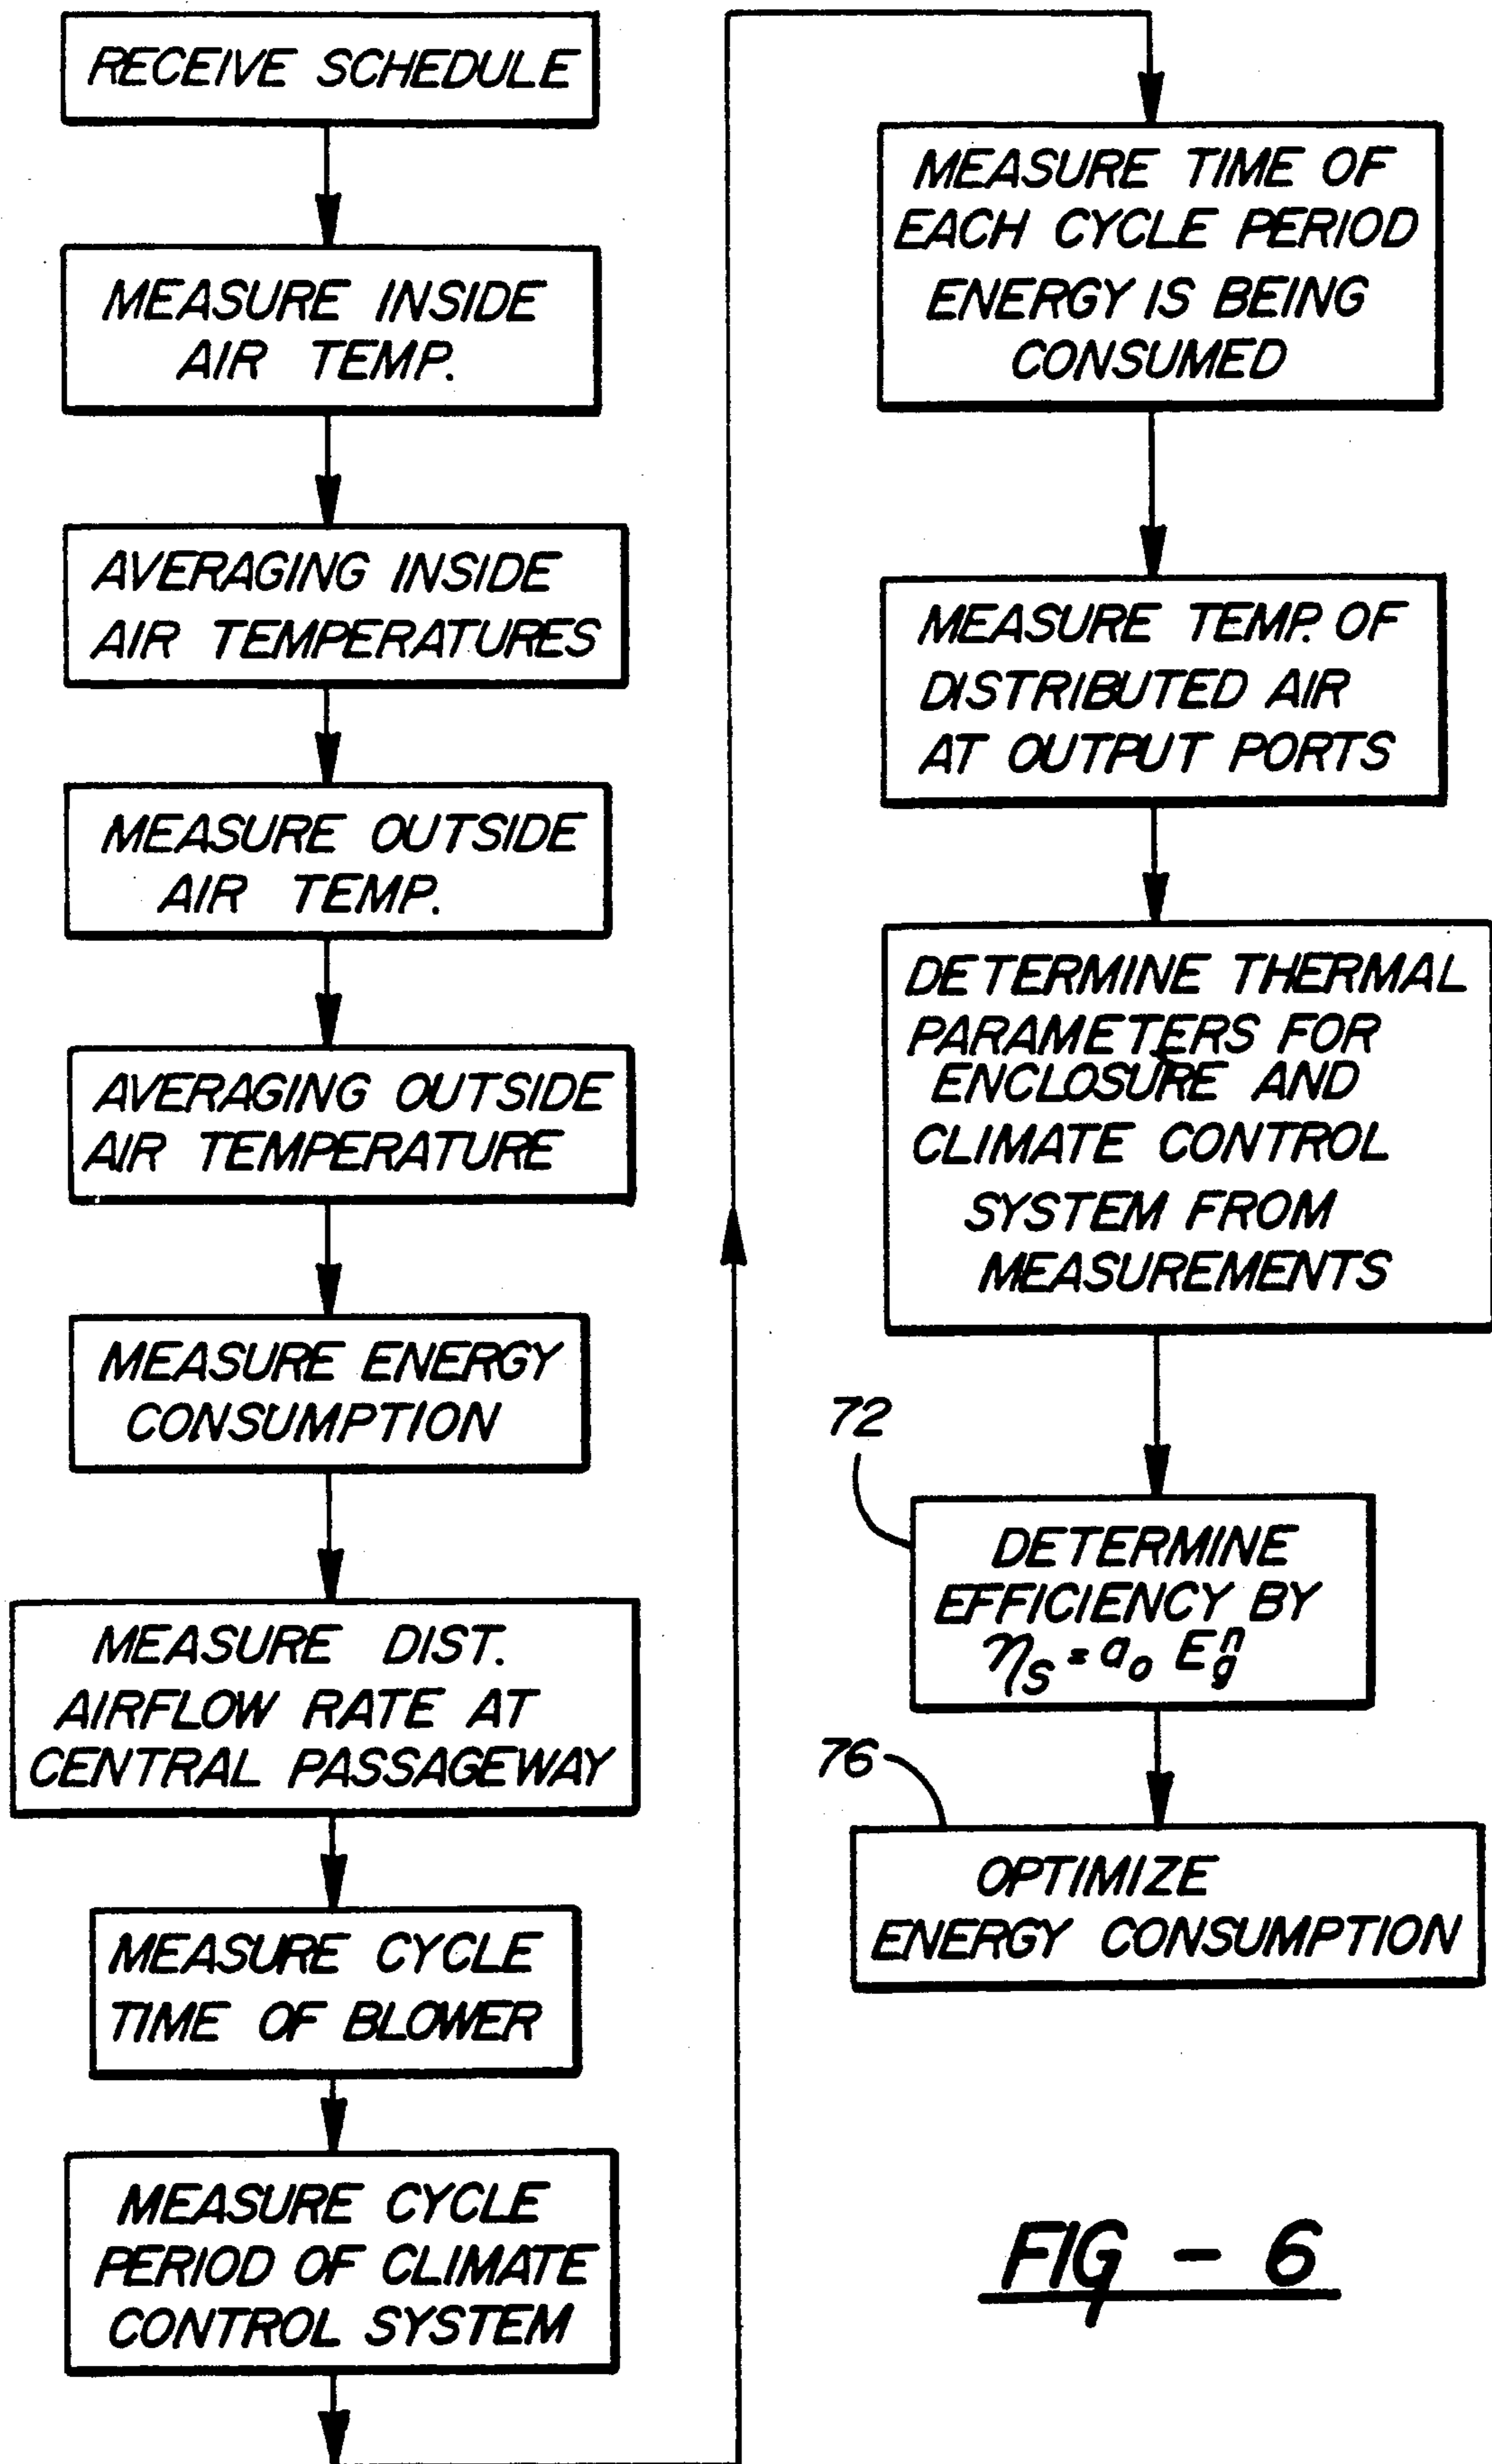 RECEIVE SCHEDULE
MEASURE INSIDE
AIR TEMP.
AVERAGING INSIDE
AIR TEMPERATURES
MEASURE OUTSIDE
AIR TEMP.
AVERAGING OUTSIDE
AIR TEMPERATURE
MEASURE ENERGY
CONSUMPTION
MEASURE DIST.
AIRFLOW RATE AT
CENTRAL PASSAGEWAY
MEASURE CYCLE
TIME OF BLOWER
MEASURE CYCLE
PERIOD OF CLIMATE
CONTROL SYSTEM
MEASURE TIME OF
EACH CYCLE PERIOD
ENERGY IS BEING
CONSUMED
MEASURE TEMP. OF
DISTRIBUTED AIR
AT OUTPUT PORTS
DETERMINE THERMAL
PARAMETERS FOR
ENCLOSURE AND
CLIMATE CONTROL
SYSTEM FROM
MEASUREMENTS
72
DETERMINE
EFFICIENCY BY
ηₛ = a₀ E_g^n
76
OPTIMIZE
ENERGY CONSUMPTION
FIG - 6